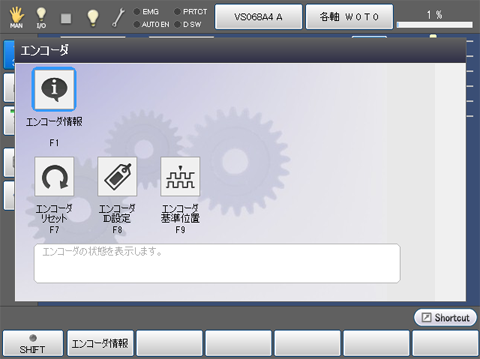 EMG
PRTCT
AUTO EN
D SW
VS068A4 A
各軸 W0T0
1 %
MAN
I/O
エンコーダ
エンコーダ情報
F1
エンコーダ
リセット
F7
エンコーダ
ID設定
F8
エンコーダ
基準位置
F9
エンコーダの状態を表示します。
Shortcut
SHIFT
エンコーダ情報